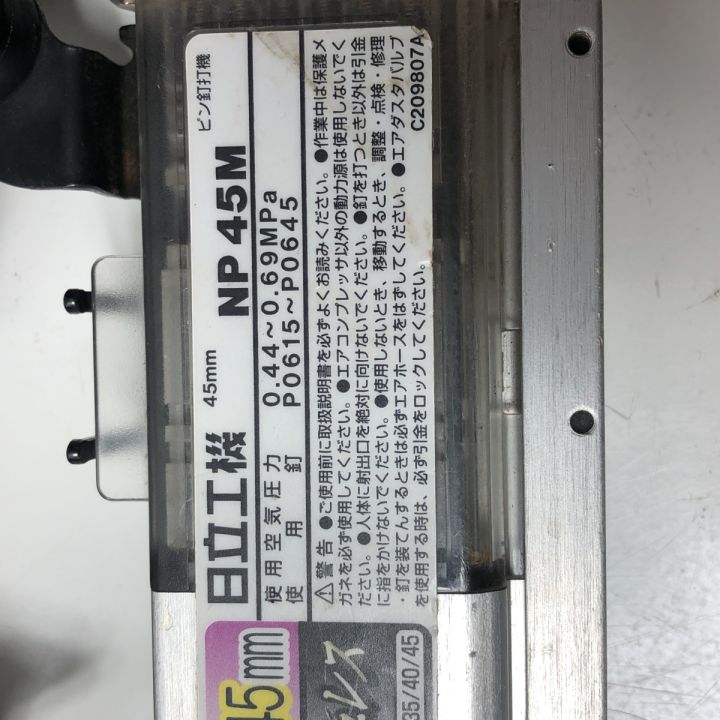 日立工機 45mm NP 45M ピン釘打機
使用空気圧力 0.44～0.69MPa
使用釘 P0615～P0645
⚠警告 ●ご使用前に取扱説明書を必ずよくお読みください。●作業中は保護メ
ガネを必ず使用してください。●エアコンプレッサ以外の動力源は使用しないでく
ださい。●人体に射出口を絶対に向けないでください。●釘を打つとき以外は引金
に指をかけないでください。●使用しないとき、移動するとき、調整・点検・修理
・釘を装てんするときは必ずエアホースをはずしてください。●エアダスタバルブ
を使用する時は、必ず引金をロックしてください。 C209807A
45mm
レス
35/40/45